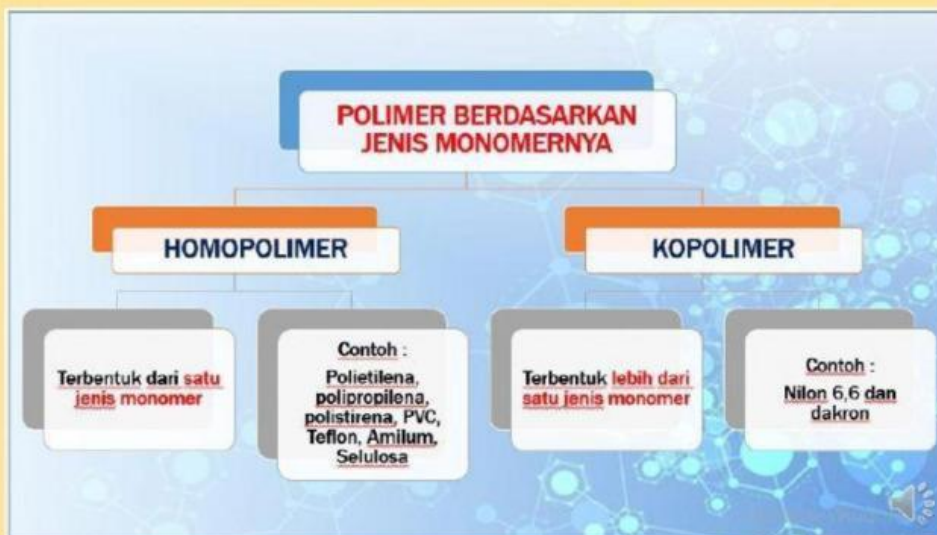 POLIMER BERDASARKAN
JENIS MONOMERNYA
HOMOPOLIMER
KOPOLIMER
Terbentuk dari satu
jenis monomer
Contoh :
Polietilena,
polipropilena,
polistirena, PVC,
Teflon, Amilum,
Selulosa
Terbentuk lebih dari
satu jenis monomer
Contoh :
Nilon 6,6 dan
dakron